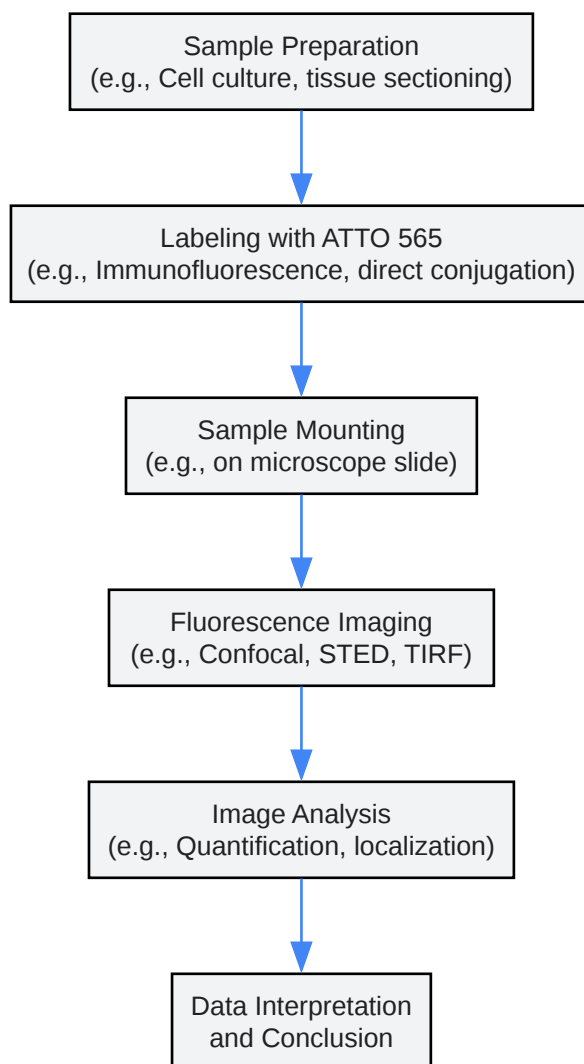 Sample Preparation
(e.g., Cell culture, tissue sectioning)
Labeling with ATTO 565
(e.g., Immunofluorescence, direct conjugation)
Sample Mounting
(e.g., on microscope slide)
Fluorescence Imaging
(e.g., Confocal, STED, TIRF)
Image Analysis
(e.g., Quantification, localization)
Data Interpretation
and Conclusion